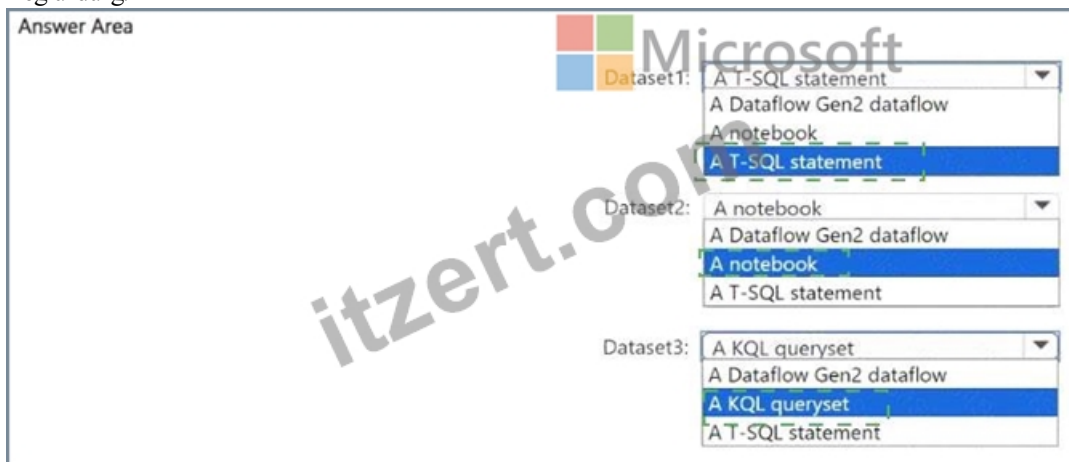 Answer Area
Microsoft
Dataset1: A T-SQL statement
A Dataflow Gen2 dataflow
A notebook
A T-SQL statement
Dataset2: A notebook
A Dataflow Gen2 dataflow
A notebook
A T-SQL statement
itzert.com
Dataset3: A KQL queryset
A Dataflow Gen2 dataflow
A KQL queryset
A T-SQL statement